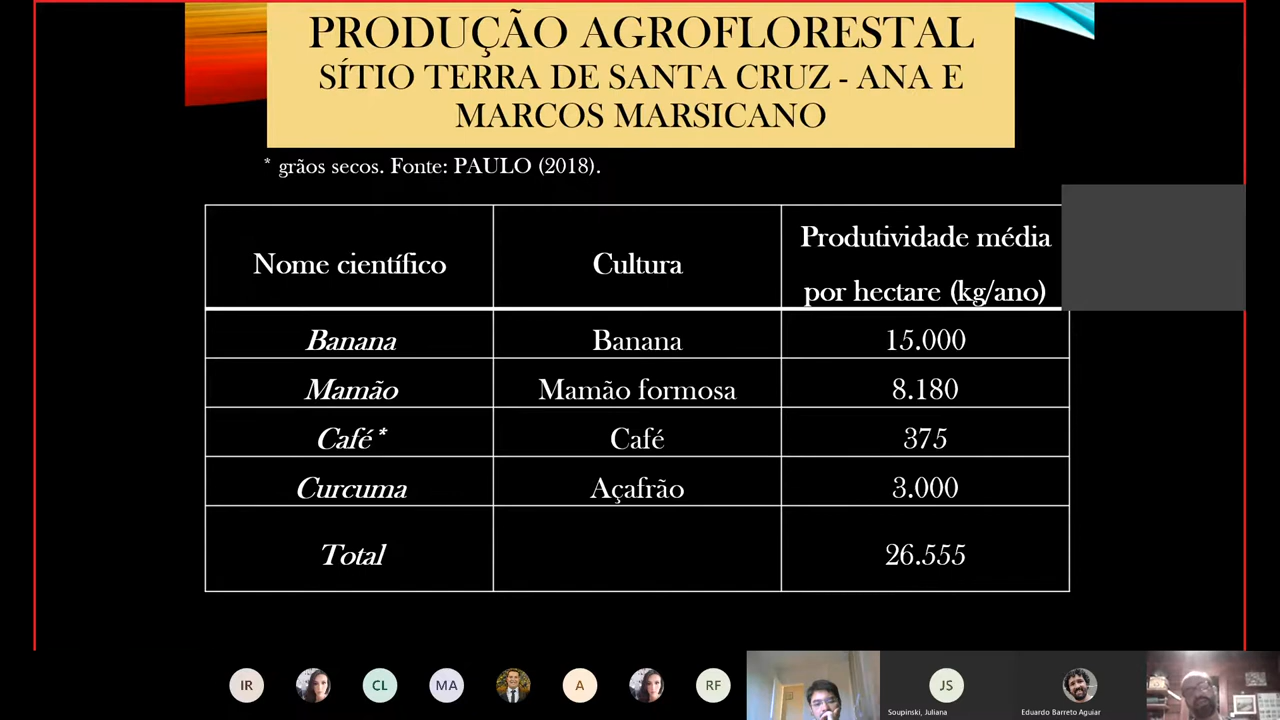 PRODUÇÃO AGROFLORESTAL
SÍTIO TERRA DE SANTA CRUZ - ANA E
MARCOS MARSICANO
* grãos secos. Fonte: PAULO (2018).
Nome científico Cultura Produtividade média
por hectare (kg/ano)
Banana Banana 15.000
Mamão Mamão formosa 8.180
Café * Café 375
Curcuma Açafrão 3.000
Total 26.555
IR CL MA A RF JS
Soupinski, Juliana Eduardo Barreto Aguiar